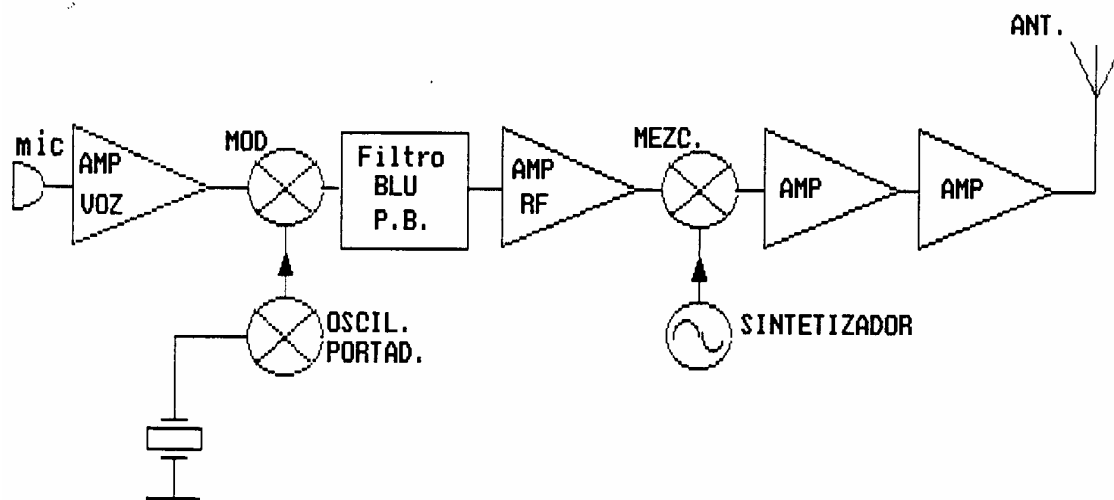 ANT.
mic
AMP
VOZ
MOD
Filtro
BLU
P.B.
AMP
RF
MEZC.
AMP
AMP
OSCIL.
PORTAD.
SINTETIZADOR